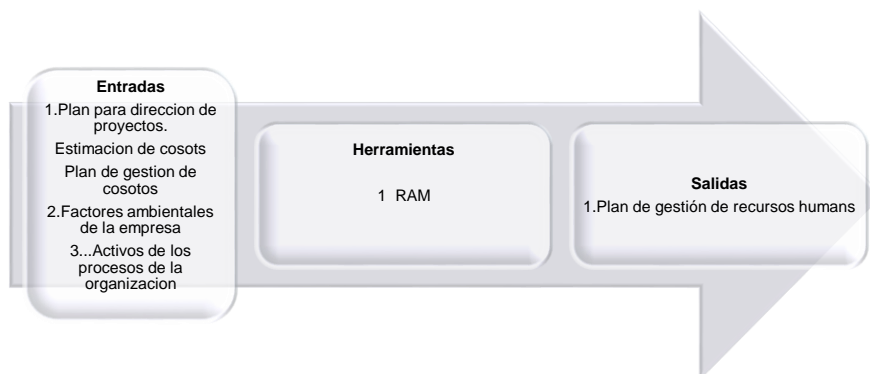 Entradas
1.Plan para direccion de
proyectos.
Estimacion de cosots
Plan de gestion de
cosotos
2.Factores ambientales
de la empresa
3...Activos de los
procesos de la
organizacion
Herramientas
1 RAM
Salidas
1.Plan de gestión de recursos humans